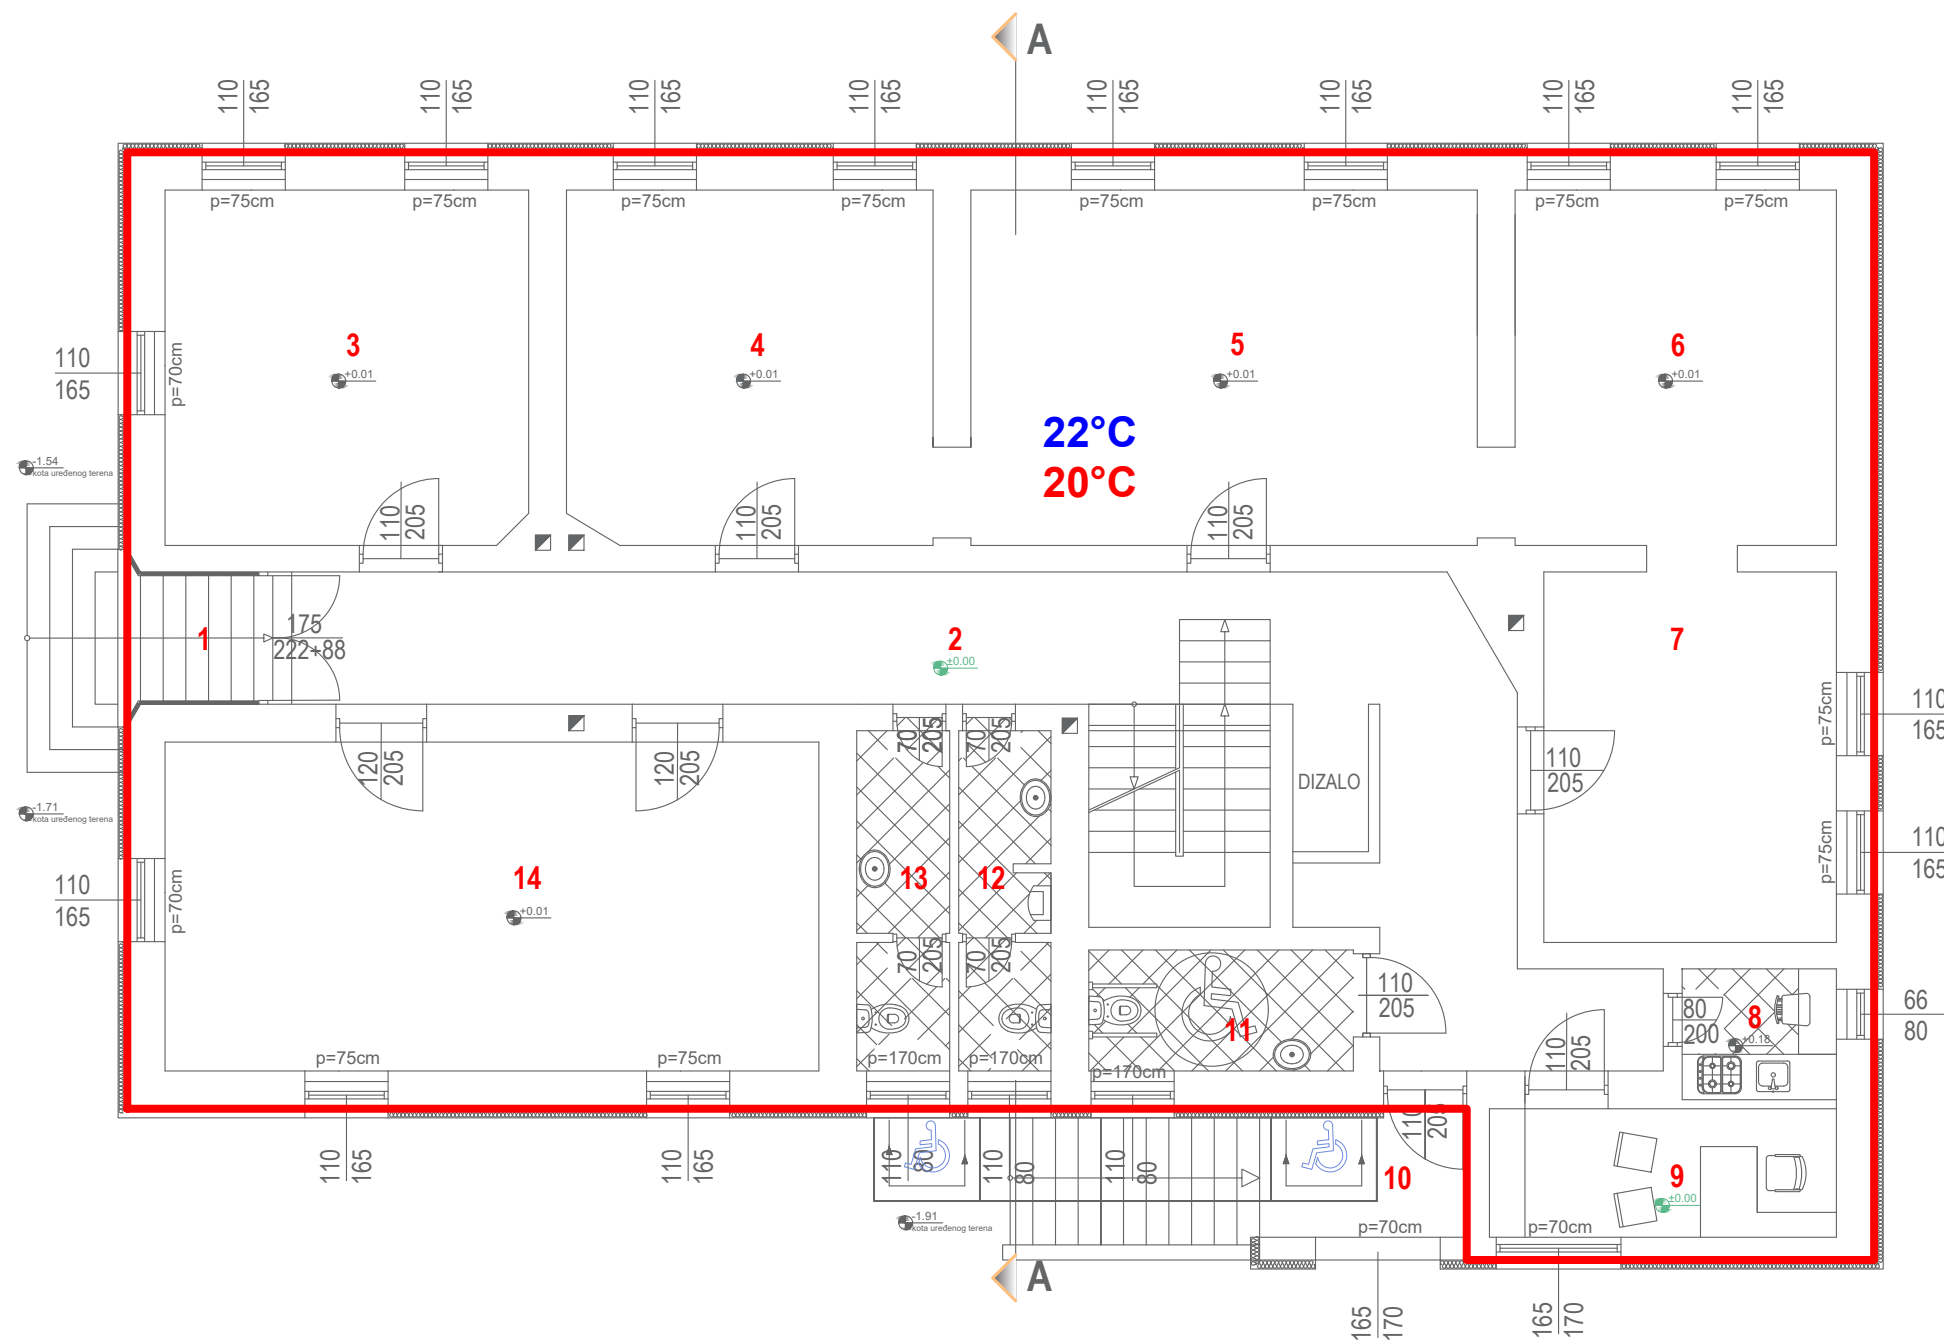 A
110 165
110 165
110 165
110 165
110 165
110 165
110 165
110 165
p=75cm
p=75cm
p=75cm
p=75cm
p=75cm
p=75cm
p=75cm
p=75cm
3
4
5
6
110
165
p=70cm
+0.01
+0.01
+0.01
+0.01
22°C
20°C
-1.54
kota uređenog terena
110 205
110 205
110 205
1
175
222+88
2
±0.00
7
110
165
p=75cm
120 205
120 205
70 205
70 205
DIZALO
110
205
-1.71
kota uređenog terena
110
165
p=75cm
110
165
p=70cm
14
+0.01
13
12
70 205
70 205
110
205
11
80
200
8
+0.18
66
80
p=75cm
p=75cm
p=170cm
p=170cm
p=170cm
110 205
110 205
110 165
110 165
110 80
110 80
110 80
10
9
±0.00
-1.91
kota uređenog terena
p=70cm
p=70cm
A
165 170
165 170